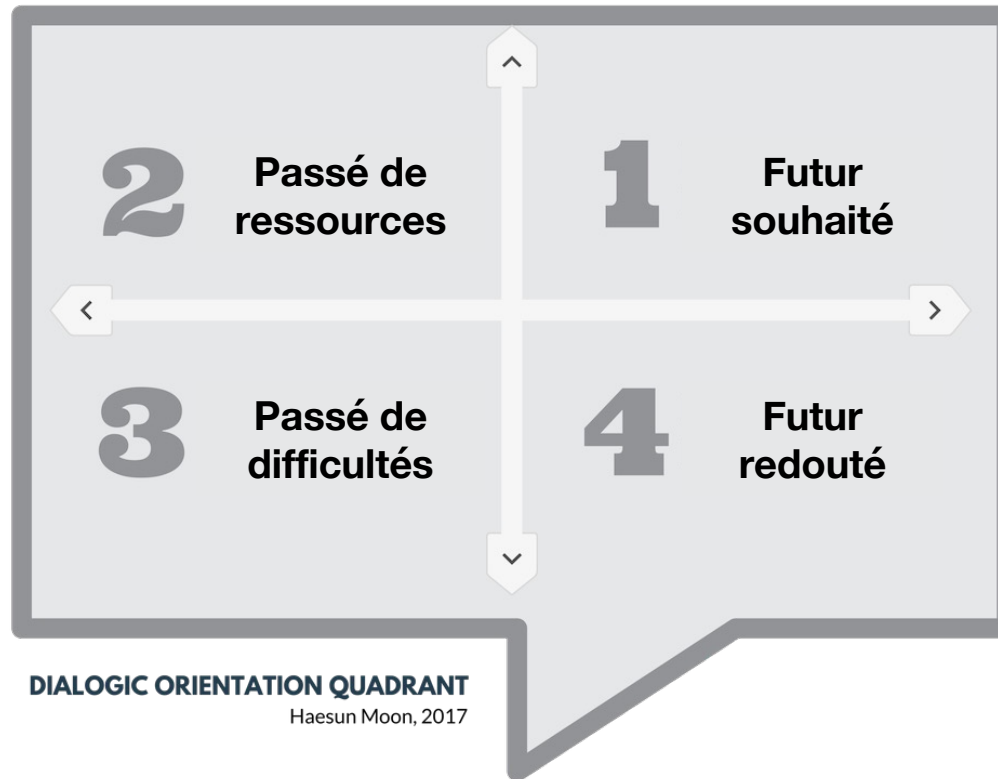 2
Passé de
ressources
1
Futur
souhaité
3
Passé de
difficultés
4
Futur
redouté
DIALOGIC ORIENTATION QUADRANT
Haesun Moon, 2017